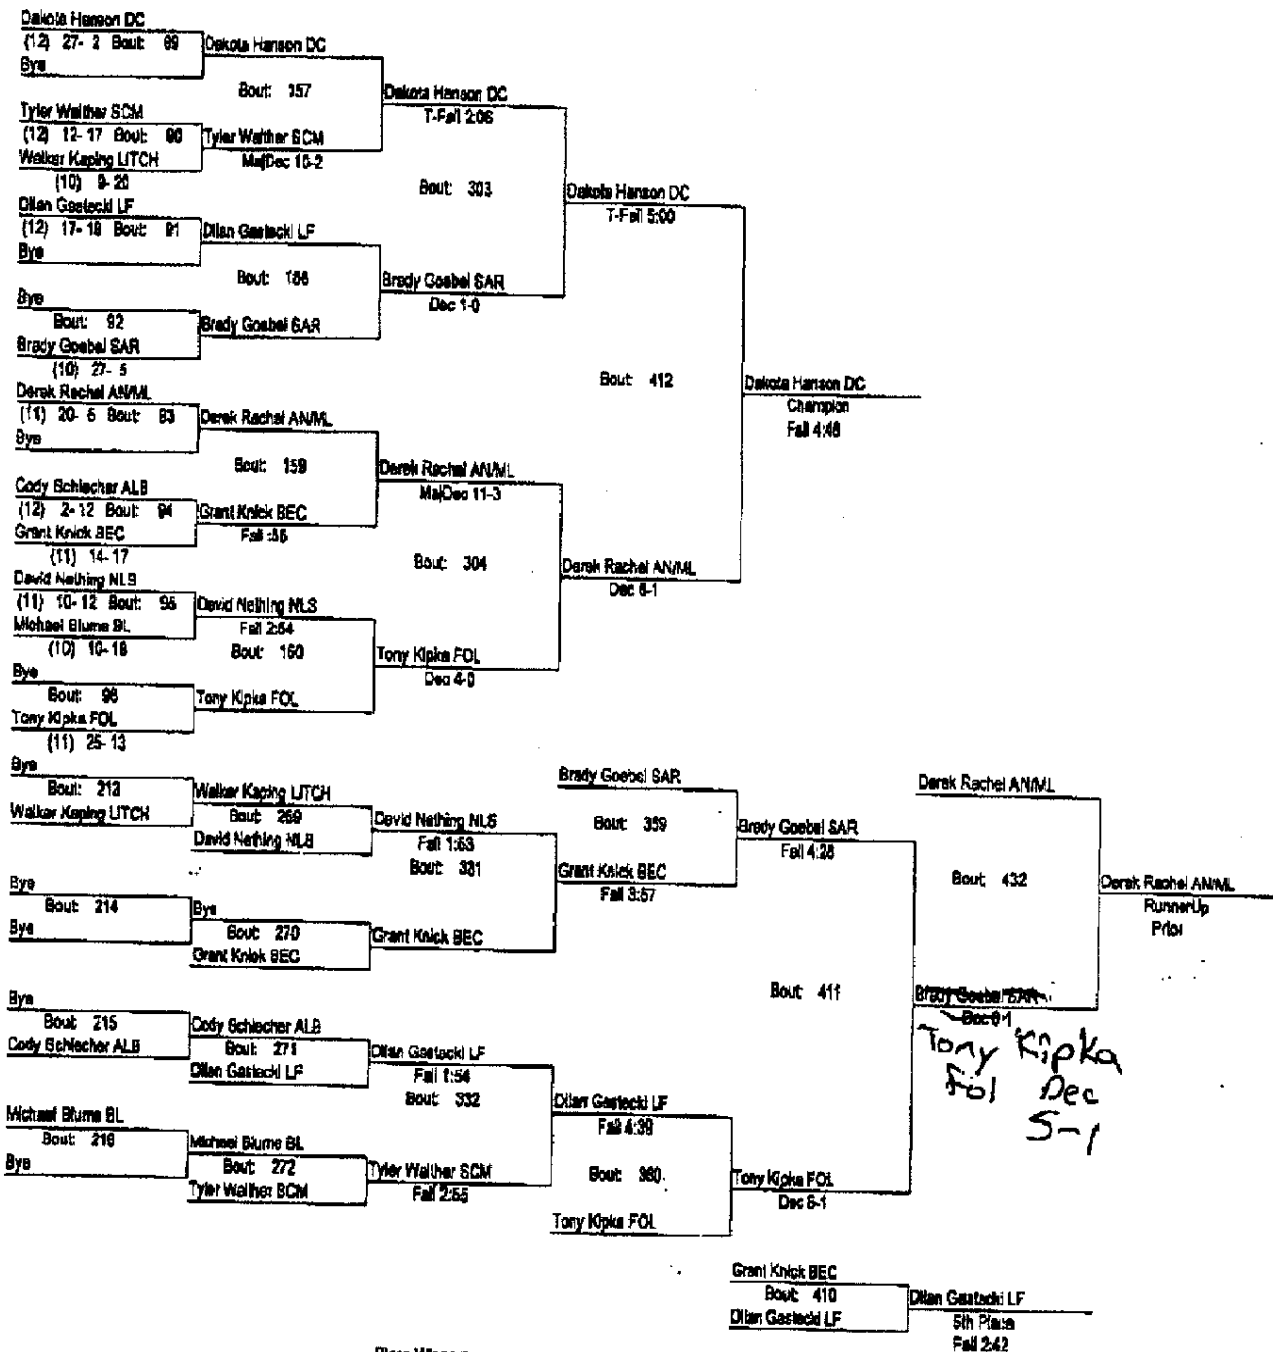 Dakota Hanson DC
(12) 27- 2 Bout: 89
Bye
Dakota Hanson DC
Bout: 157
Tyler Walther SCM
(12) 12- 17 Bout: 90
Walker Kaping LITCH
(10) 9- 20
Tyler Walther SCM
MajDec 10-2
Dakota Hanson DC
T-Fall 2:06
Bout: 303
Dilan Gastecki LF
(12) 17- 18 Bout: 91
Bye
Dilan Gastecki LF
Bout: 158
Bye
Bout: 92
Brady Goebel SAR
(10) 27- 5
Brady Goebel SAR
Brady Goebel SAR
Dec 1-0
Dakota Hanson DC
T-Fall 5:00
Bout: 412
Dakota Hanson DC
Champion
Fall 4:46
Derek Rachel AN/ML
(11) 20- 6 Bout: 93
Bye
Derek Rachel AN/ML
Bout: 159
Cody Schlecher ALB
(12) 2- 12 Bout: 94
Grant Knick BEC
(11) 14- 17
Grant Knick BEC
Fall :56
Derek Rachel AN/ML
MajDec 11-3
Bout: 304
David Nething NLS
(11) 10- 12 Bout: 95
Michael Blume BL
(10) 10- 18
David Nething NLS
Fall 2:54
Bout: 160
Bye
Bout: 96
Tony Kipka FOL
(11) 25- 13
Tony Kipka FOL
Tony Kipka FOL
Dec 4-0
Derek Rachel AN/ML
Dec 6-1
Bye
Bout: 213
Walker Kaping LITCH
Walker Kaping LITCH
Bout: 269
David Nething NLS
David Nething NLS
Fall 1:53
Bout: 331
Bye
Bout: 214
Bye
Bye
Bout: 270
Grant Knick BEC
Grant Knick BEC
Brady Goebel SAR
Bout: 359
Grant Knick BEC
Fall 3:57
Brady Goebel SAR
Fall 4:28
Bout: 411
Bye
Bout: 215
Cody Schlecher ALB
Cody Schlecher ALB
Bout: 271
Dilan Gastecki LF
Dilan Gastecki LF
Fall 1:54
Bout: 332
Michael Blume BL
Bout: 216
Bye
Michael Blume BL
Bout: 272
Tyler Walther SCM
Tyler Walther SCM
Fall 2:55
Dilan Gastecki LF
Fall 4:39
Bout: 360
Tony Kipka FOL
Tony Kipka FOL
Dec 6-1
Derek Rachel AN/ML
Bout: 432
Brady Goebel SAR
Tony Kipka
Fol Dec
5-1
Derek Rachel AN/ML
RunnerUp
Prior
Grant Knick BEC
Bout: 410
Dilan Gastecki LF
Dilan Gastecki LF
5th Place
Fall 2:42